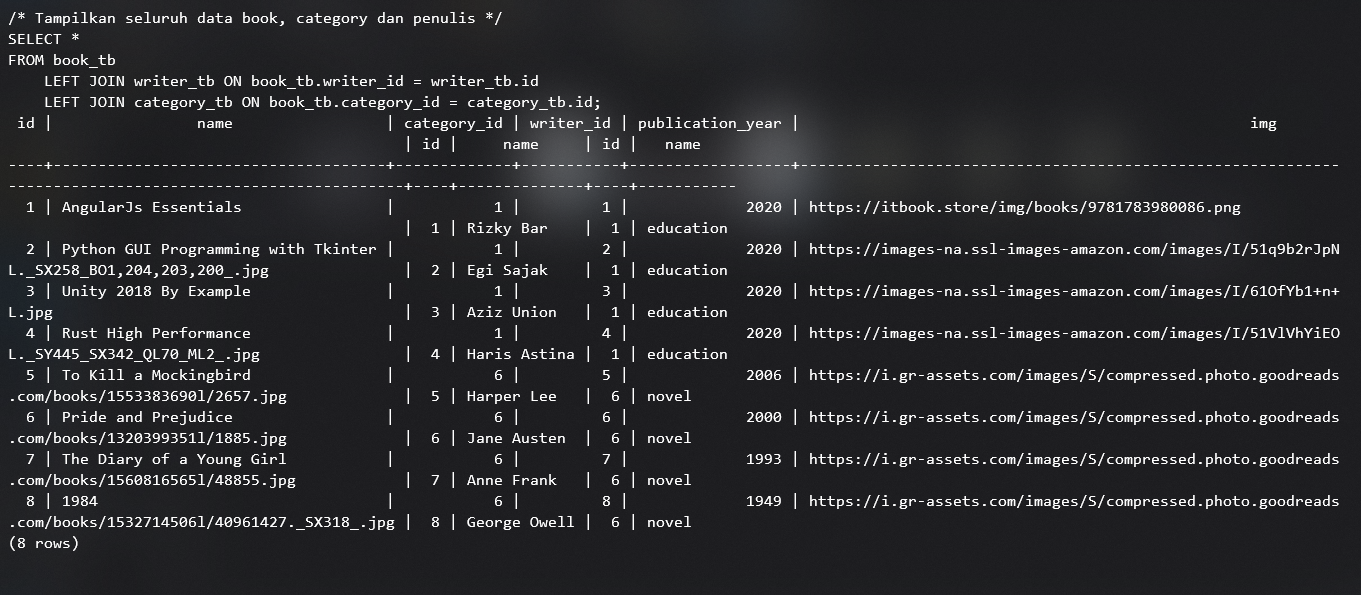 /* Tampilkan seluruh data book, category dan penulis */
SELECT *
FROM book_tb
    LEFT JOIN writer_tb ON book_tb.writer_id = writer_tb.id
    LEFT JOIN category_tb ON book_tb.category_id = category_tb.id;
 id |                name                 | category_id | writer_id | publication_year |                                                  img
                                            | id |     name     | id |   name
----+-------------------------------------+-------------+-----------+------------------+------------------------------------------------------------
--------------------------------------------+----+--------------+----+-----------
  1 | AngularJs Essentials                |           1 |         1 |             2020 | https://itbook.store/img/books/9781783980086.png
                                            |  1 | Rizky Bar    |  1 | education
  2 | Python GUI Programming with Tkinter |           1 |         2 |             2020 | https://images-na.ssl-images-amazon.com/images/I/51q9b2rJpN
L._SX258_BO1,204,203,200_.jpg               |  2 | Egi Sajak    |  1 | education
  3 | Unity 2018 By Example               |           1 |         3 |             2020 | https://images-na.ssl-images-amazon.com/images/I/61OfYb1+n+
L.jpg                                       |  3 | Aziz Union   |  1 | education
  4 | Rust High Performance               |           1 |         4 |             2020 | https://images-na.ssl-images-amazon.com/images/I/51VlVhYiEO
L._SY445_SX342_QL70_ML2_.jpg                |  4 | Haris Astina |  1 | education
  5 | To Kill a Mockingbird               |           6 |         5 |             2006 | https://i.gr-assets.com/images/S/compressed.photo.goodreads
.com/books/1553383690l/2657.jpg             |  5 | Harper Lee   |  6 | novel
  6 | Pride and Prejudice                 |           6 |         6 |             2000 | https://i.gr-assets.com/images/S/compressed.photo.goodreads
.com/books/1320399351l/1885.jpg             |  6 | Jane Austen  |  6 | novel
  7 | The Diary of a Young Girl           |           6 |         7 |             1993 | https://i.gr-assets.com/images/S/compressed.photo.goodreads
.com/books/1560816565l/48855.jpg            |  7 | Anne Frank   |  6 | novel
  8 | 1984                                |           6 |         8 |             1949 | https://i.gr-assets.com/images/S/compressed.photo.goodreads
.com/books/1532714506l/40961427._SX318_.jpg |  8 | George Owell |  6 | novel
(8 rows)